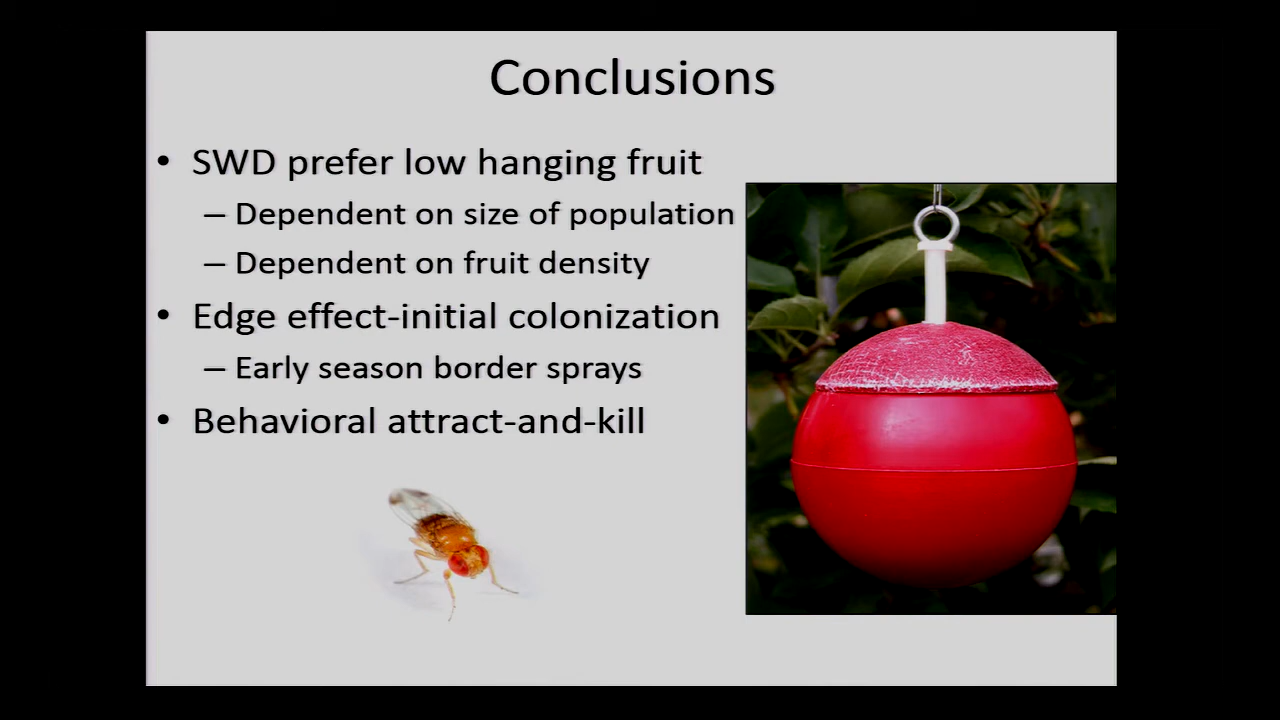 Conclusions
• SWD prefer low hanging fruit
– Dependent on size of population
– Dependent on fruit density
• Edge effect-initial colonization
– Early season border sprays
• Behavioral attract-and-kill